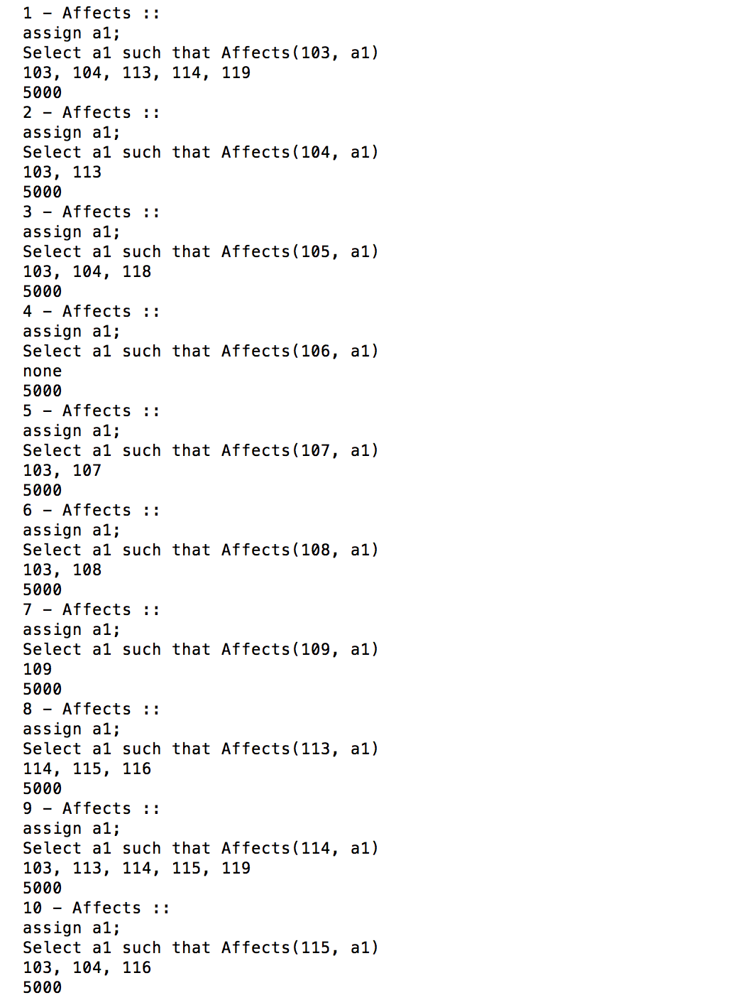 1 - Affects ::
assign a1;
Select a1 such that Affects(103, a1)
103, 104, 113, 114, 119
5000
2 - Affects ::
assign a1;
Select a1 such that Affects(104, a1)
103, 113
5000
3 - Affects ::
assign a1;
Select a1 such that Affects(105, a1)
103, 104, 118
5000
4 - Affects ::
assign a1;
Select a1 such that Affects(106, a1)
none
5000
5 - Affects ::
assign a1;
Select a1 such that Affects(107, a1)
103, 107
5000
6 - Affects ::
assign a1;
Select a1 such that Affects(108, a1)
103, 108
5000
7 - Affects ::
assign a1;
Select a1 such that Affects(109, a1)
109
5000
8 - Affects ::
assign a1;
Select a1 such that Affects(113, a1)
114, 115, 116
5000
9 - Affects ::
assign a1;
Select a1 such that Affects(114, a1)
103, 113, 114, 115, 119
5000
10 - Affects ::
assign a1;
Select a1 such that Affects(115, a1)
103, 104, 116
5000